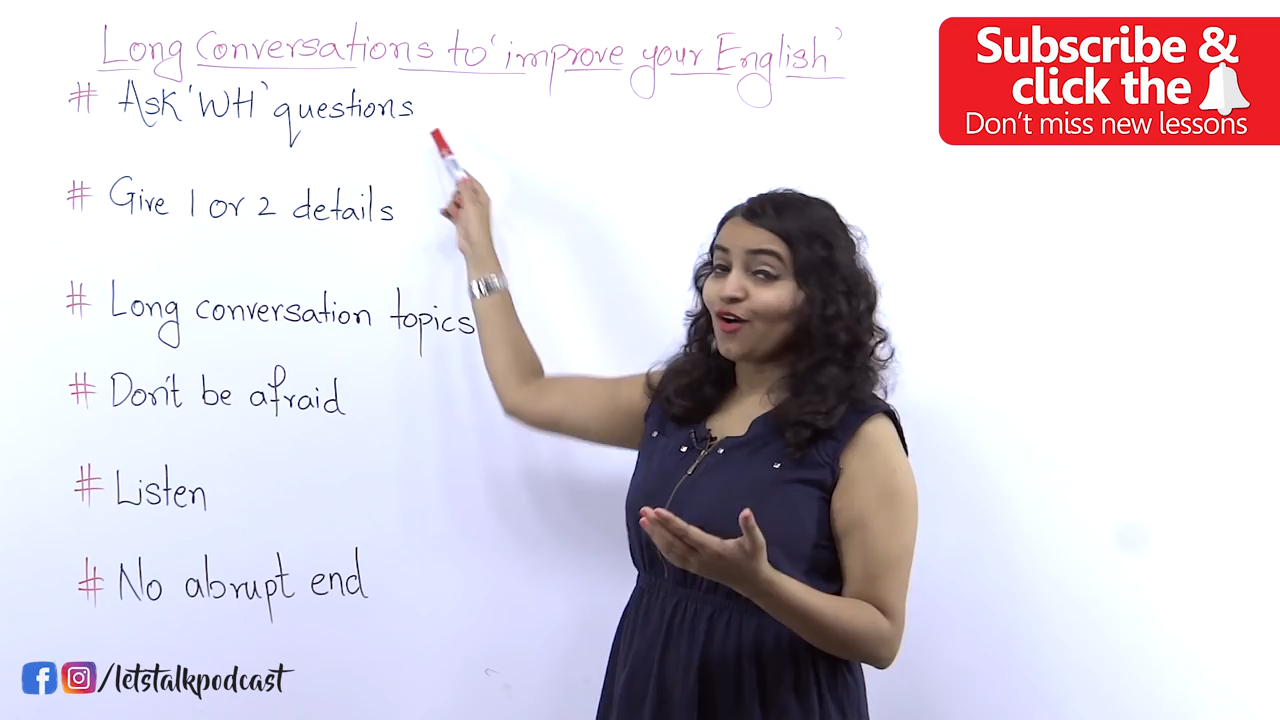 Long Conversations to 'improve your English'
# Ask 'WH' questions
# Give 1 or 2 details
# Long conversation topics
# Don't be afraid
# Listen
# No abrupt end
Subscribe &
click the
Don't miss new lessons
/letstalkpodcast